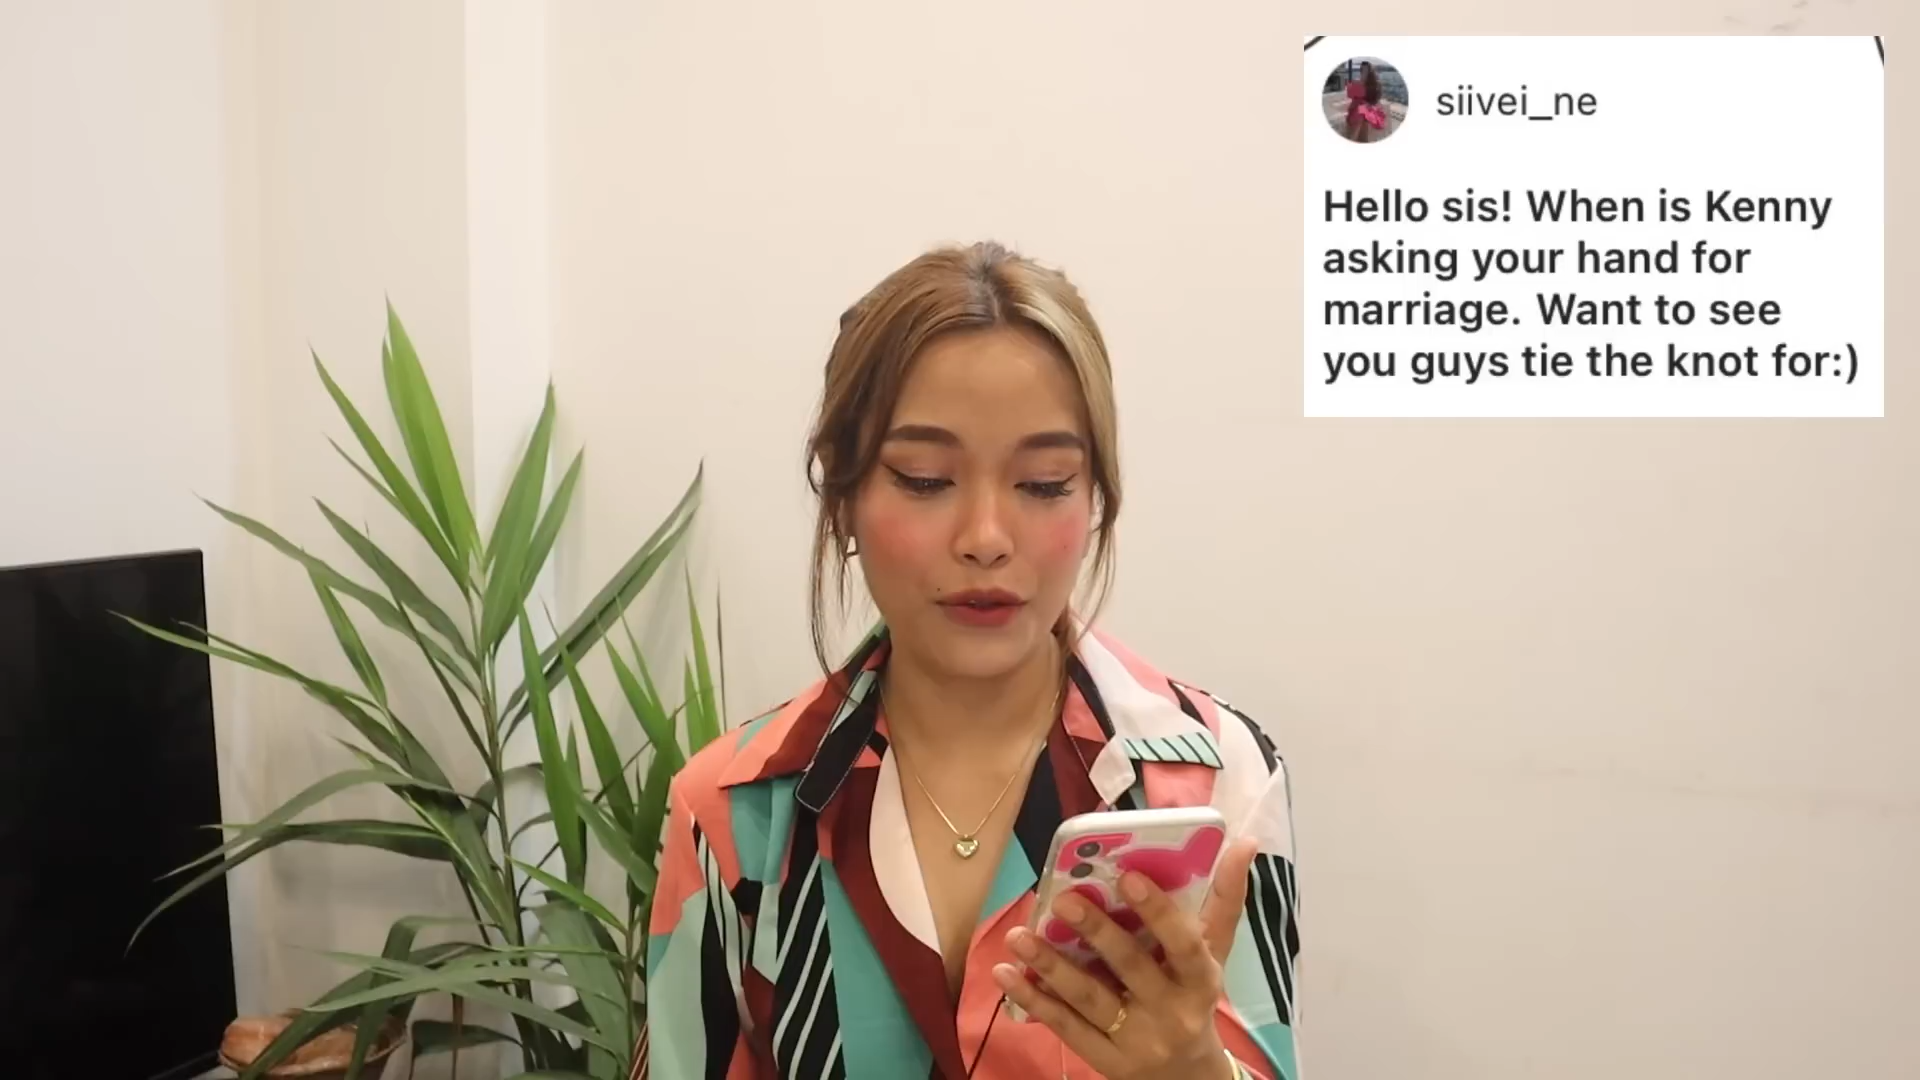 siivei_ne
Hello sis! When is Kenny
asking your hand for
marriage. Want to see
you guys tie the knot for:)